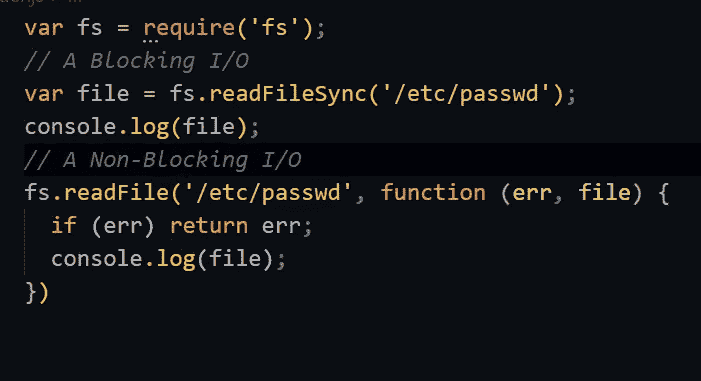 var fs = require('fs');
// A Blocking I/O
var file = fs.readFileSync('/etc/passwd');
console.log(file);
// A Non-Blocking I/O
fs.readFile('/etc/passwd', function (err, file) {
  if (err) return err;
  console.log(file);
})